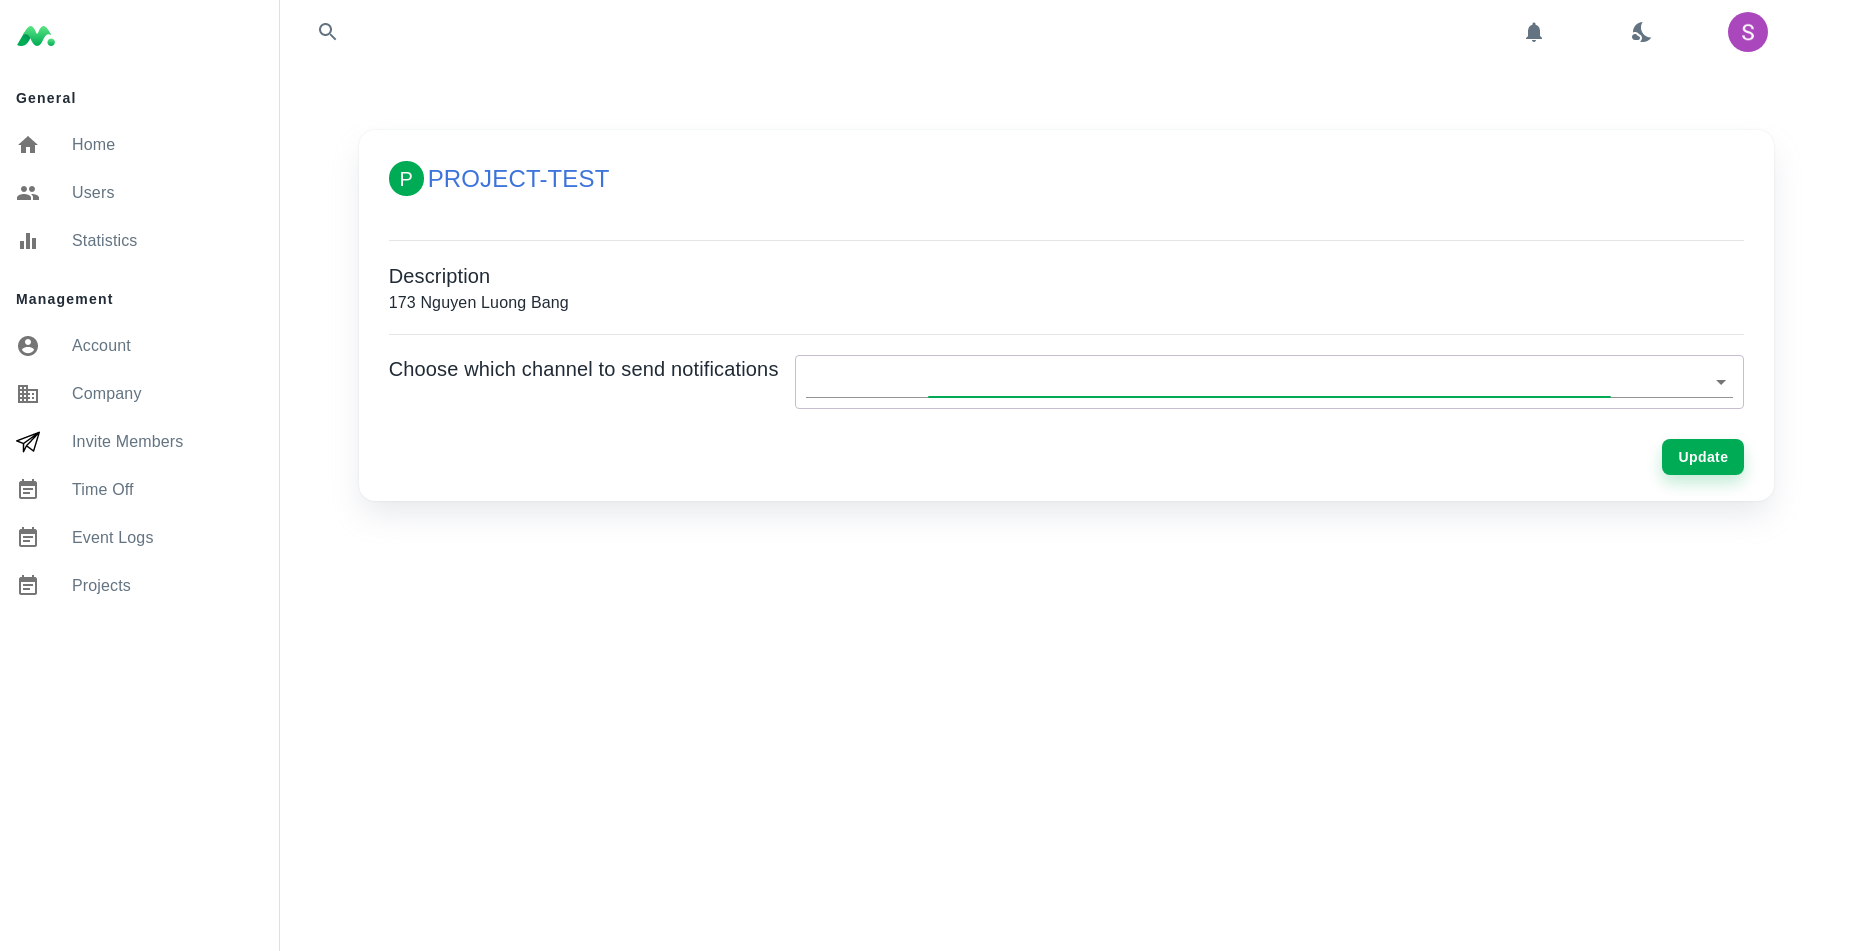 General
Home
Users
Statistics
Management
Account
Company
Invite Members
Time Off
Event Logs
Projects
S
P PROJECT-TEST
Description
173 Nguyen Luong Bang
Choose which channel to send notifications
Update